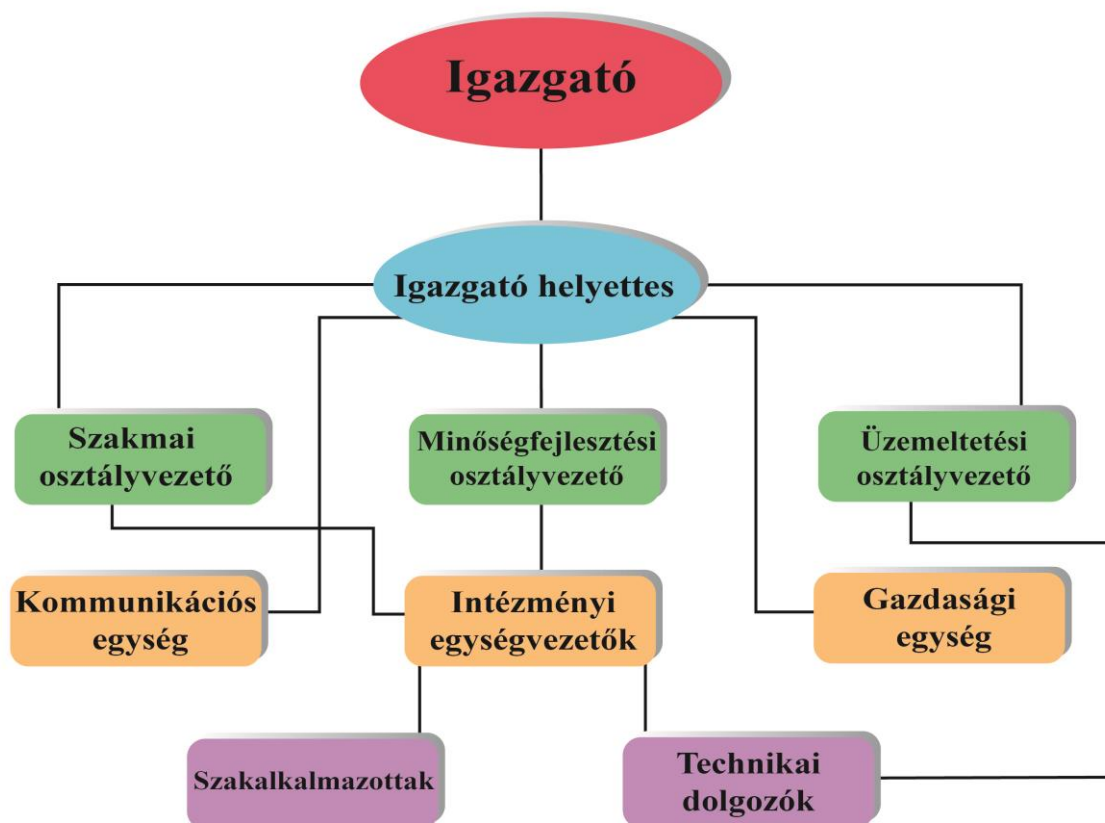 Igazgató
Igazgató helyettes
Szakmai
osztályvezető
Minőségfejlesztési
osztályvezető
Üzemeltetési
osztályvezető
Kommunikációs
egység
Intézményi
egységvezetők
Gazdasági
egység
Szakalkalmazottak
Technikai
dolgozók